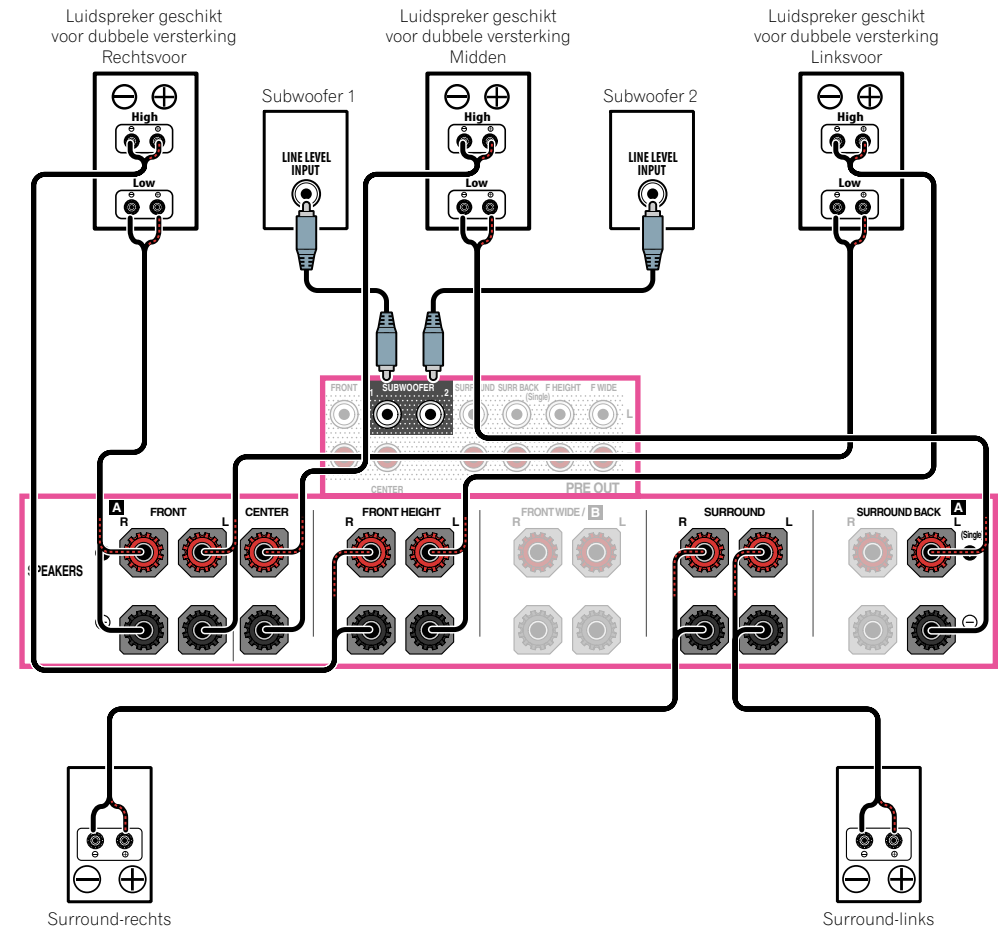 Luidspreker geschikt
voor dubbele versterking
Rechtsvoor
Luidspreker geschikt
voor dubbele versterking
Midden
Luidspreker geschikt
voor dubbele versterking
Linksvoor
Subwoofer 1
Subwoofer 2
High
Low
LINE LEVEL
INPUT
High
Low
LINE LEVEL
INPUT
High
Low
FRONT
1 SUBWOOFER 2
SURROUND
SURR BACK
(Single)
F HEIGHT
F WIDE
L
CENTER
PRE OUT
SPEAKERS
A
R FRONT L
CENTER
R FRONT HEIGHT L
R FRONT WIDE / B L
R SURROUND L
R SURROUND BACK L
A
(Single
Surround-rechts
Surround-links